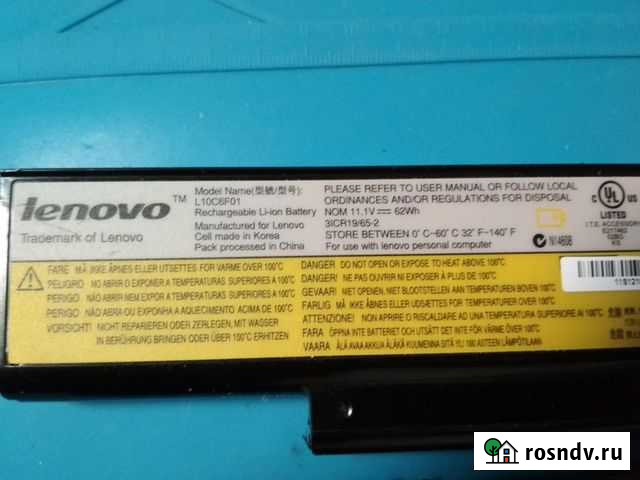 lenovo™
Trademark of Lenovo
Model Name(型號/型号):
L10C6F01
Rechargeable Li-ion Battery
Manufactured for Lenovo
Cell made in Korea
Pack processed in China
PLEASE REFER TO USER MANUAL OR FOLLOW
ORDINANCES AND/OR REGULATIONS FOR DISPOSAL
NOM 11.1V 62Wh
3ICR19/65-2
STORE BETWEEN 0˚ C~60˚ C 32˚ F~140˚ F
For use with lenovo personal computer
N14608
UL
LISTED
I.T.E. ACCESSORY
FARE MÅ IKKE ÅPNES ELLER UTSETTES FOR VARME OVER 100°C
PELIGRO NO ABRIR O EXPONER A TEMPERATURAS SUPERIORES A 100°C
PERIGO NÃO ABRIR NEM EXPOR A TEMPERATURAS SUPERIORES A 100°C
PERIGO NÃO ABRA OU EXPONHA A AQUECIMENTO ACIMA DE 100°C
VORSICHT! NICHT REPARIEREN ODER ZERLEGEN, MIT WASSER
IN BERÜHRUNG BRINGEN ODER ÜBER 100°C ERHITZEN
DANGER DO NOT OPEN OR HEAT ABOVE 100°C
DANGER NE PAS OUVRIR NI EXPOSER A PLUS DE 100°C
GEVAAR NIET OPENEN, NIET BLOOTSTELLEN AAN TEMPERATUREN BOVEN 100°C
FARLIG MÅ IKKE ÅBNES ELLER UDSÆTTES FOR VARME OVER 100°C
ATTENZIONE! NON APRIRE O RISCALDARE AD UNA TEMPERATURA SUPERIORE AI 100°C
FARA ÖPPNA INTE BATTERIET OCH UTSÄTT DET INTE FÖR VÄRME ÖVER 100°C
VAARA ÄLÄ AVAA AKKUA ÄLÄKÄ KUUMENNA SITÄ YLI 100 ASTEEN LÄMPÖTILAAN.
rosndv.ru